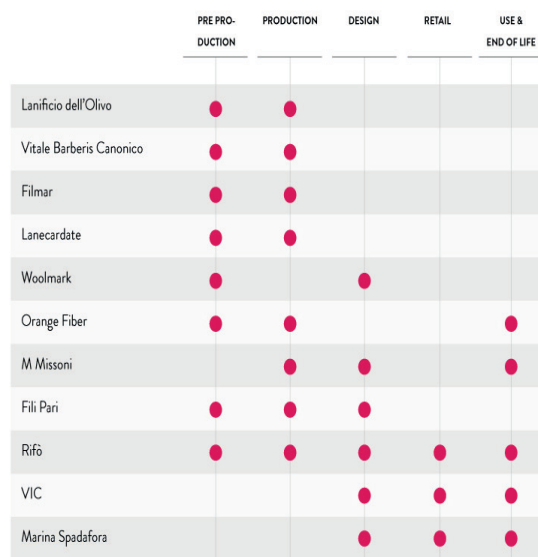 PRE PRO-
DUCTION
PRODUCTION
DESIGN
RETAIL
USE &
END OF LIFE
Lanificio dell'Olivo
Vitale Barberis Canonico
Filmar
Lanecardate
Woolmark
Orange Fiber
M Missoni
Fili Pari
Rifò
VIC
Marina Spadafora